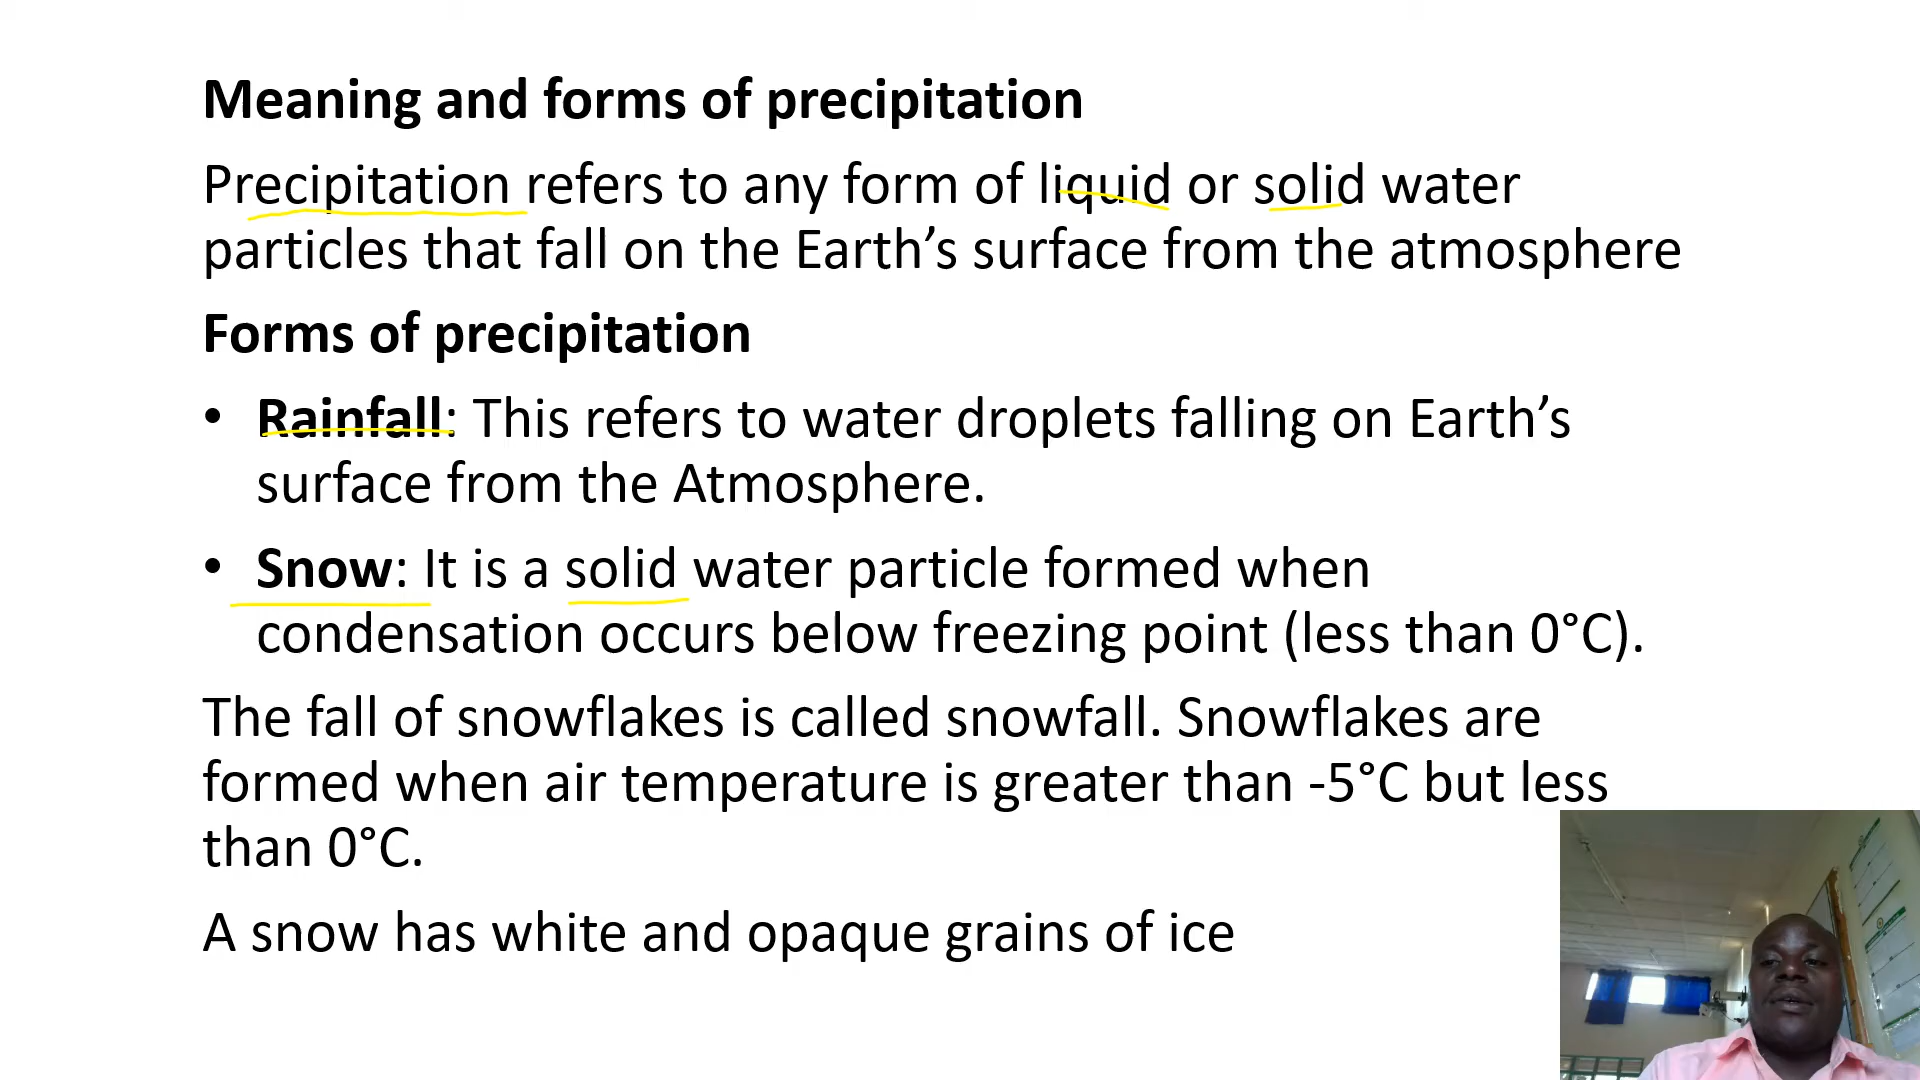 Meaning and forms of precipitation
Precipitation refers to any form of liquid or solid water
particles that fall on the Earth’s surface from the atmosphere
Forms of precipitation
• Rainfall: This refers to water droplets falling on Earth’s
surface from the Atmosphere.
• Snow: It is a solid water particle formed when
condensation occurs below freezing point (less than 0°C).
The fall of snowflakes is called snowfall. Snowflakes are
formed when air temperature is greater than -5°C but less
than 0°C.
A snow has white and opaque grains of ice